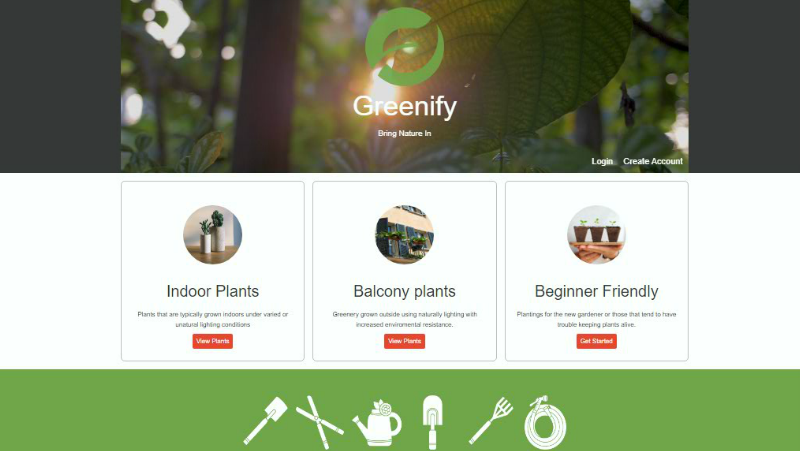 Greenify
Bring Nature In
Login Create Account
Indoor Plants
Plants that are typically grown indoors under varied or
unatural lighting conditions
View Plants
Balcony plants
Greenery grown outside using naturally lighting with
increased enviromental resistance.
View Plants
Beginner Friendly
Plantings for the new gardener or those that tend to have
trouble keeping plants alive.
Get Started